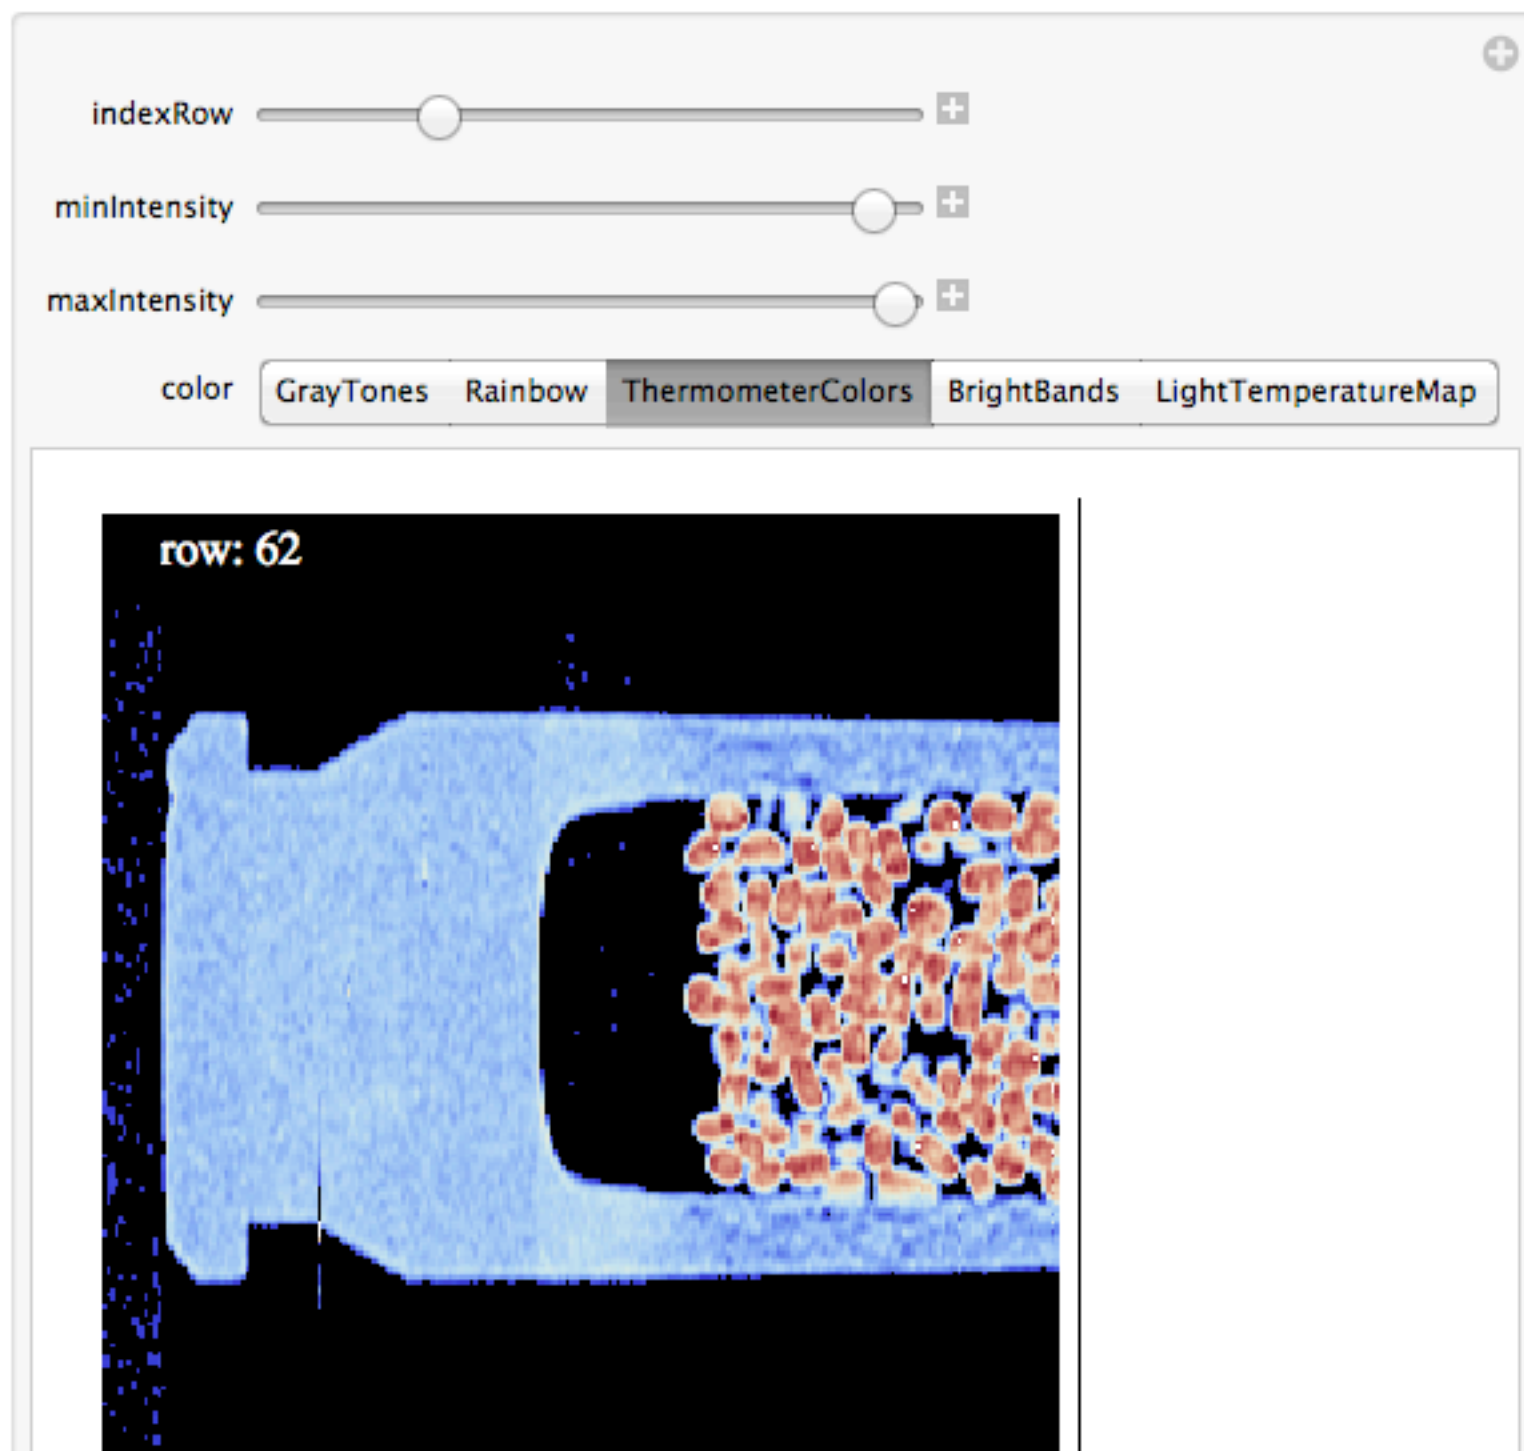 indexRow
minIntensity
maxIntensity
color GrayTones Rainbow ThermometerColors BrightBands LightTemperatureMap
row: 62